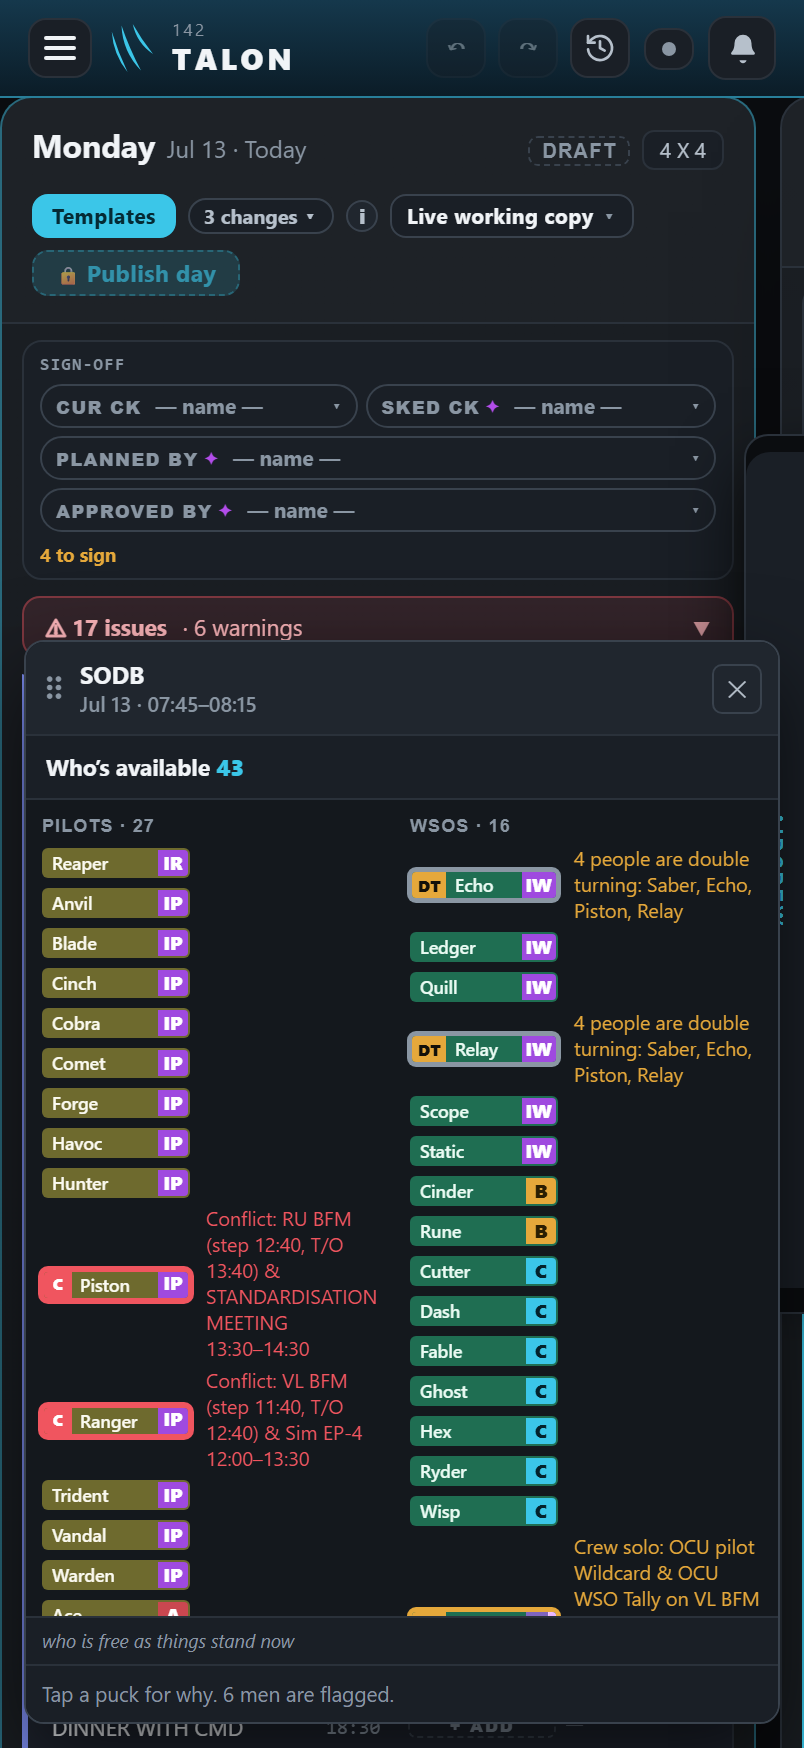 142
TALON
Monday Jul 13 · Today
DRAFT
4 X 4
Templates
3 changes ▾
i
Live working copy ▾
Publish day
SIGN-OFF
CUR CK — name — ▾
SKED CK ✦ — name — ▾
PLANNED BY ✦ — name — ▾
APPROVED BY ✦ — name — ▾
4 to sign
⚠ 17 issues · 6 warnings ▼
SODB
Jul 13 · 07:45–08:15
Who's available 43
PILOTS · 27
Reaper IR
Anvil IP
Blade IP
Cinch IP
Cobra IP
Comet IP
Forge IP
Havoc IP
Hunter IP
C Piston IP
Conflict: RU BFM
(step 12:40, T/O
13:40) &
STANDARDISATION
MEETING
13:30–14:30
C Ranger IP
Conflict: VL BFM
(step 11:40, T/O
12:40) & Sim EP-4
12:00–13:30
Trident IP
Vandal IP
Warden IP
Ace A
WSOS · 16
DT Echo IW
4 people are double
turning: Saber, Echo,
Piston, Relay
Ledger IW
Quill IW
DT Relay IW
4 people are double
turning: Saber, Echo,
Piston, Relay
Scope IW
Static IW
Cinder B
Rune B
Cutter C
Dash C
Fable C
Ghost C
Hex C
Ryder C
Wisp C
Crew solo: OCU pilot
Wildcard & OCU
WSO Tally on VL BFM
who is free as things stand now
Tap a puck for why. 6 men are flagged.
DINNER WITH CMD 18:30 + ADD —